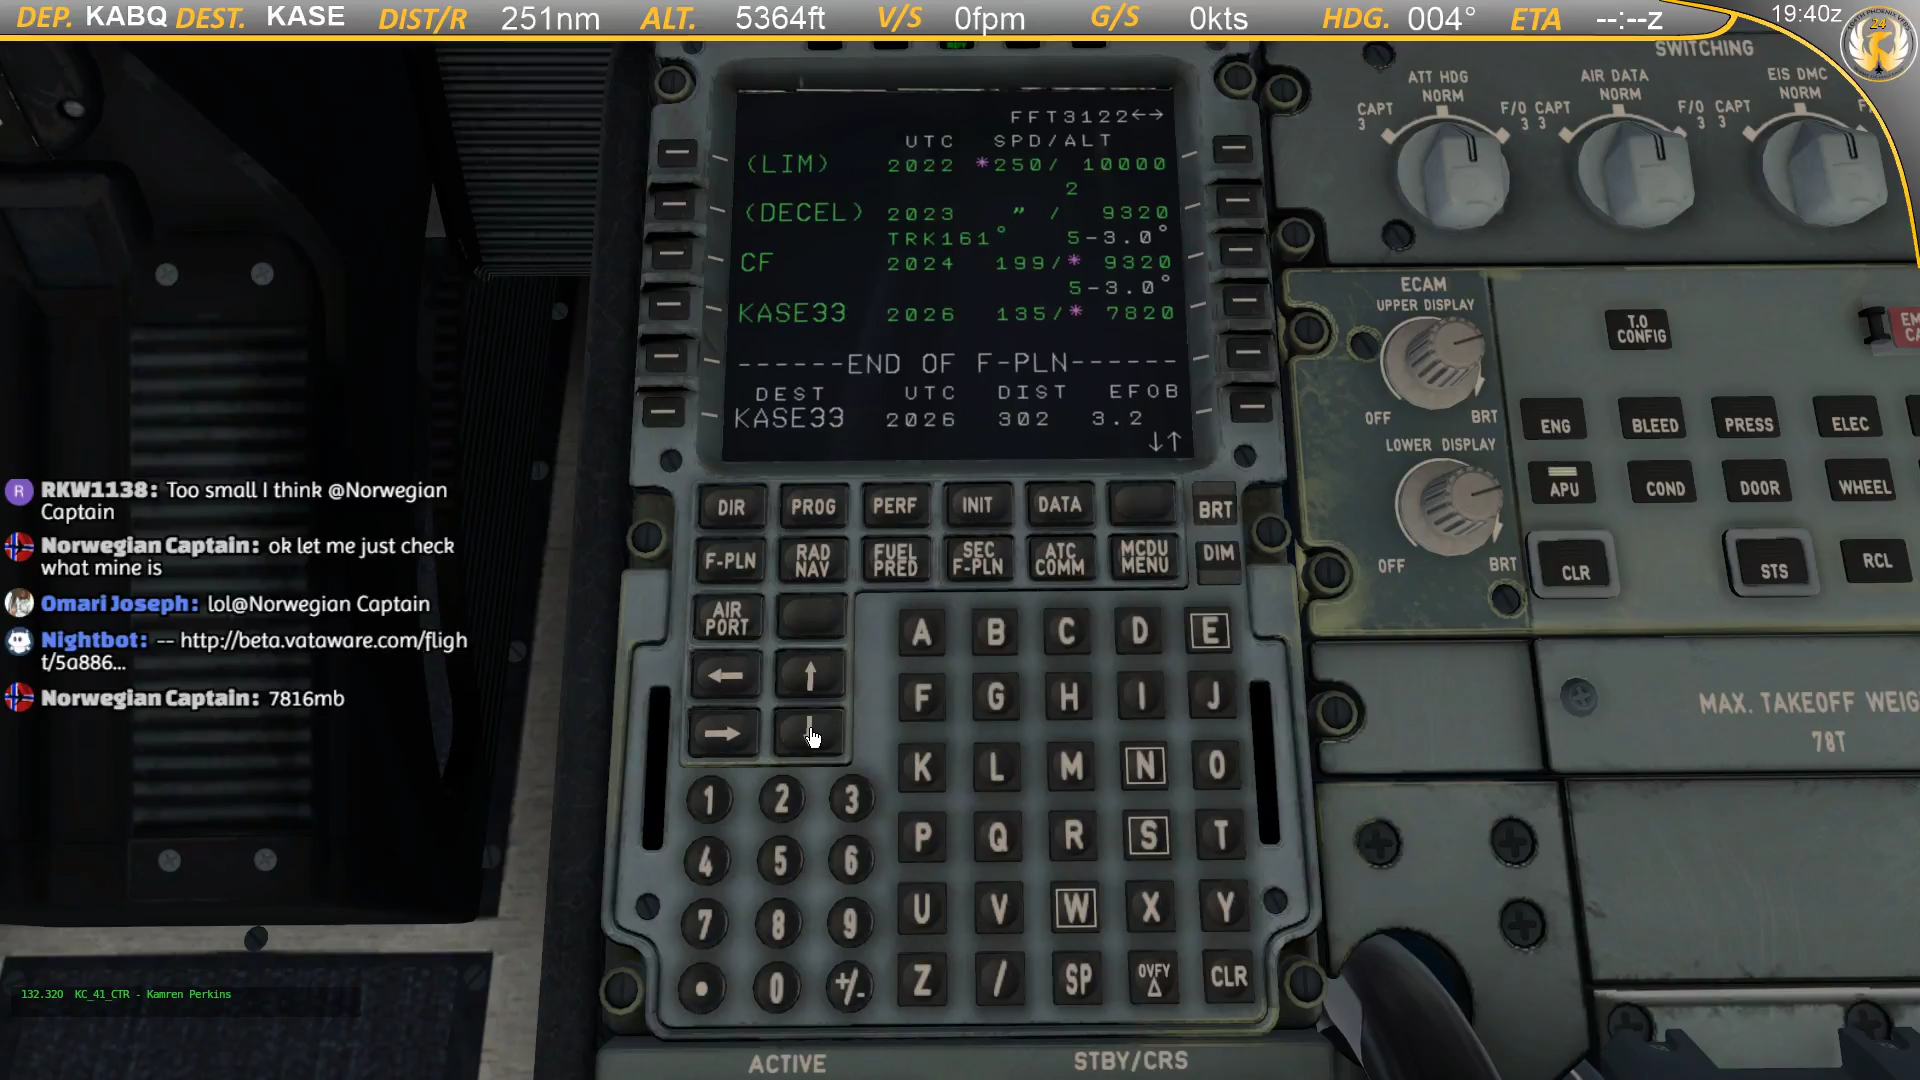 DEP. KABQ DEST. KASE DIST/R 251nm ALT. 5364ft V/S 0fpm G/S 0kts HDG. 004° ETA --:--z 19:40z
24
SWITCHING
ATT HDG AIR DATA EIS DMC
NORM NORM NORM
CAPT 3 F/O 3 CAPT 3 F/O 3 CAPT 3
FFT3122←→
UTC SPD/ALT
(LIM) 2022 *250/ 10000
2
(DECEL) 2023 " / 9320
TRK161° 5-3.0°
CF 2024 199/* 9320
5-3.0°
KASE33 2026 135/* 7820
------END OF F-PLN------
DEST UTC DIST EFOB
KASE33 2026 302 3.2
↓↑
ECAM
UPPER DISPLAY
OFF BRT
LOWER DISPLAY
OFF BRT
T.O CONFIG
ENG BLEED PRESS ELEC
APU COND DOOR WHEEL
CLR STS RCL
MAX. TAKEOFF WEIG
78T
RKW1138: Too small I think @Norwegian
Captain
Norwegian Captain: ok let me just check
what mine is
Omari Joseph: lol@Norwegian Captain
Nightbot: -- http://beta.vataware.com/fligh
t/5a886...
Norwegian Captain: 7816mb
132.320 KC_41_CTR - Kamren Perkins
DIR PROG PERF INIT DATA BRT
F-PLN RAD NAV FUEL PRED SEC F-PLN ATC COMM MCDU MENU DIM
AIR PORT
← ↑
→
A B C D E
F G H I J
K L M N O
P Q R S T
U V W X Y
Z / SP OVFY Δ CLR
1 2 3
4 5 6
7 8 9
. 0 +/-
ACTIVE STBY/CRS